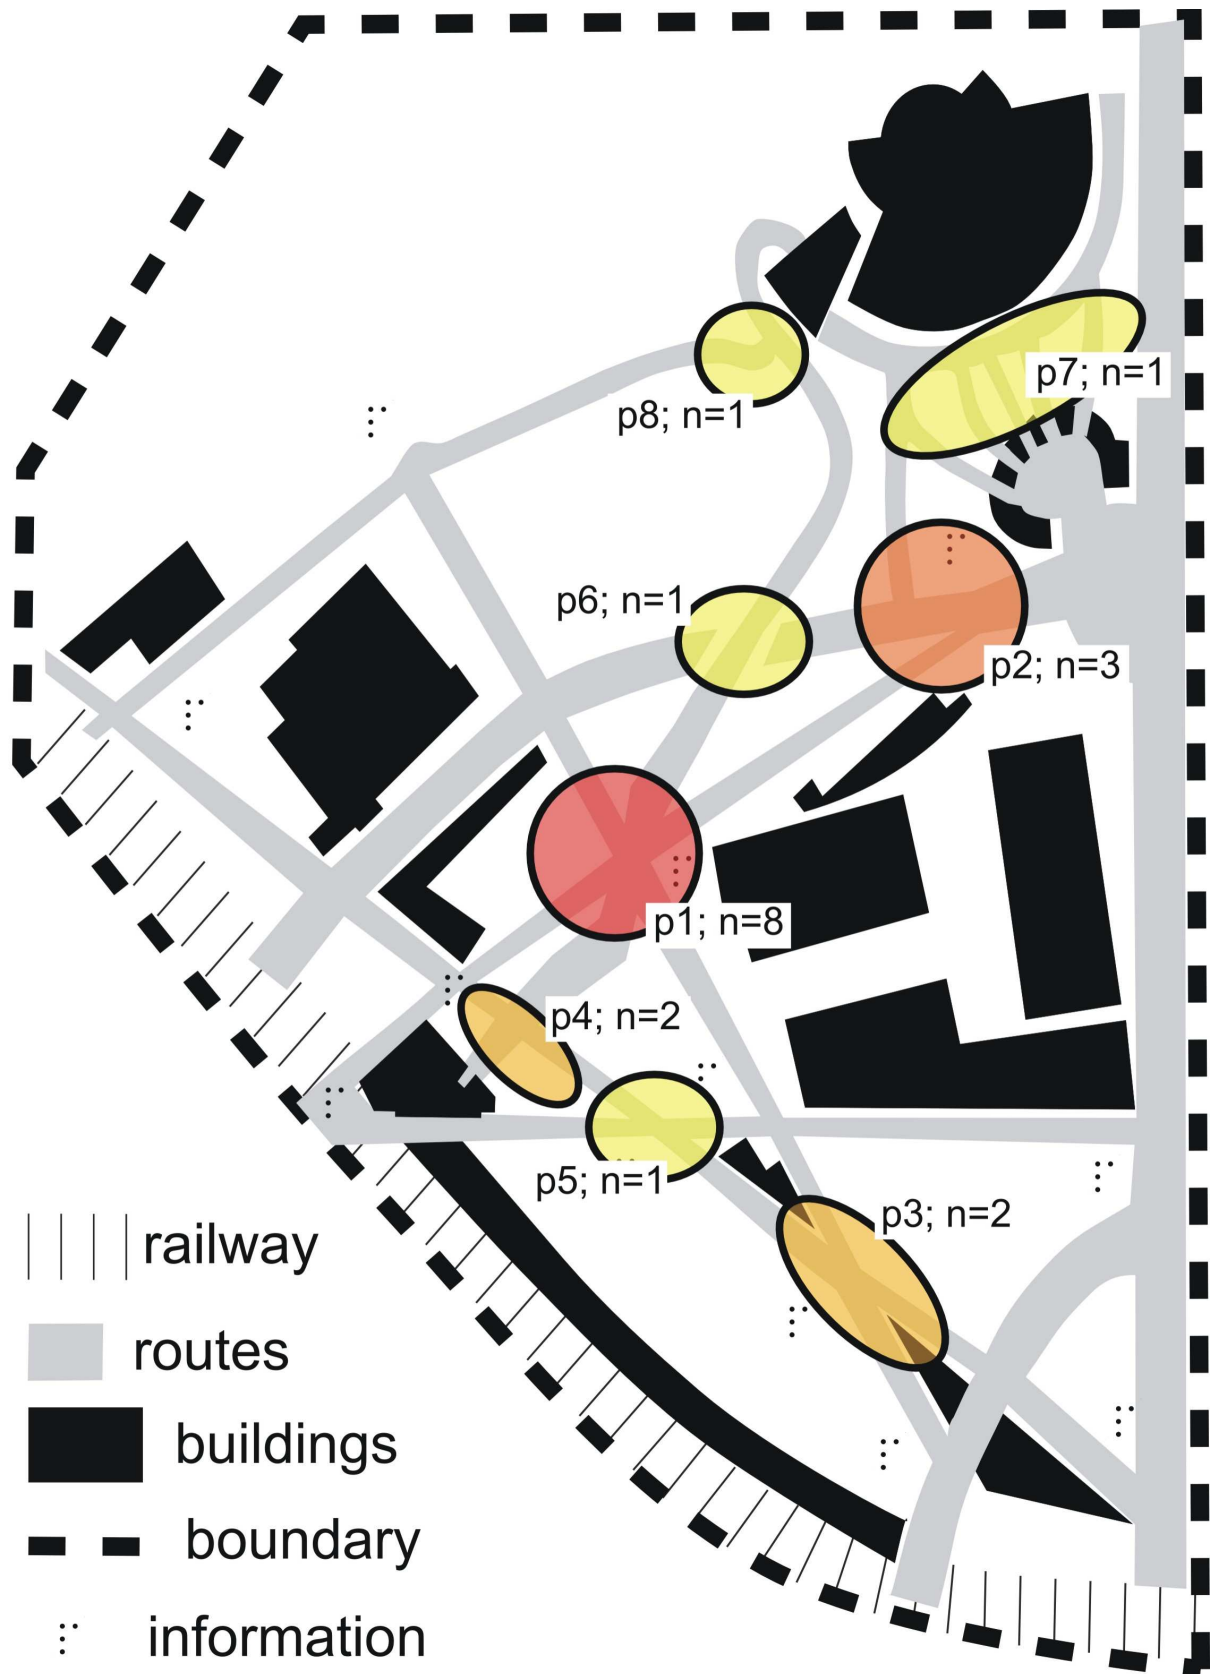 p7; n=1
p8; n=1
p6; n=1
p2; n=3
p1; n=8
p4; n=2
p5; n=1
p3; n=2
railway
routes
buildings
boundary
information